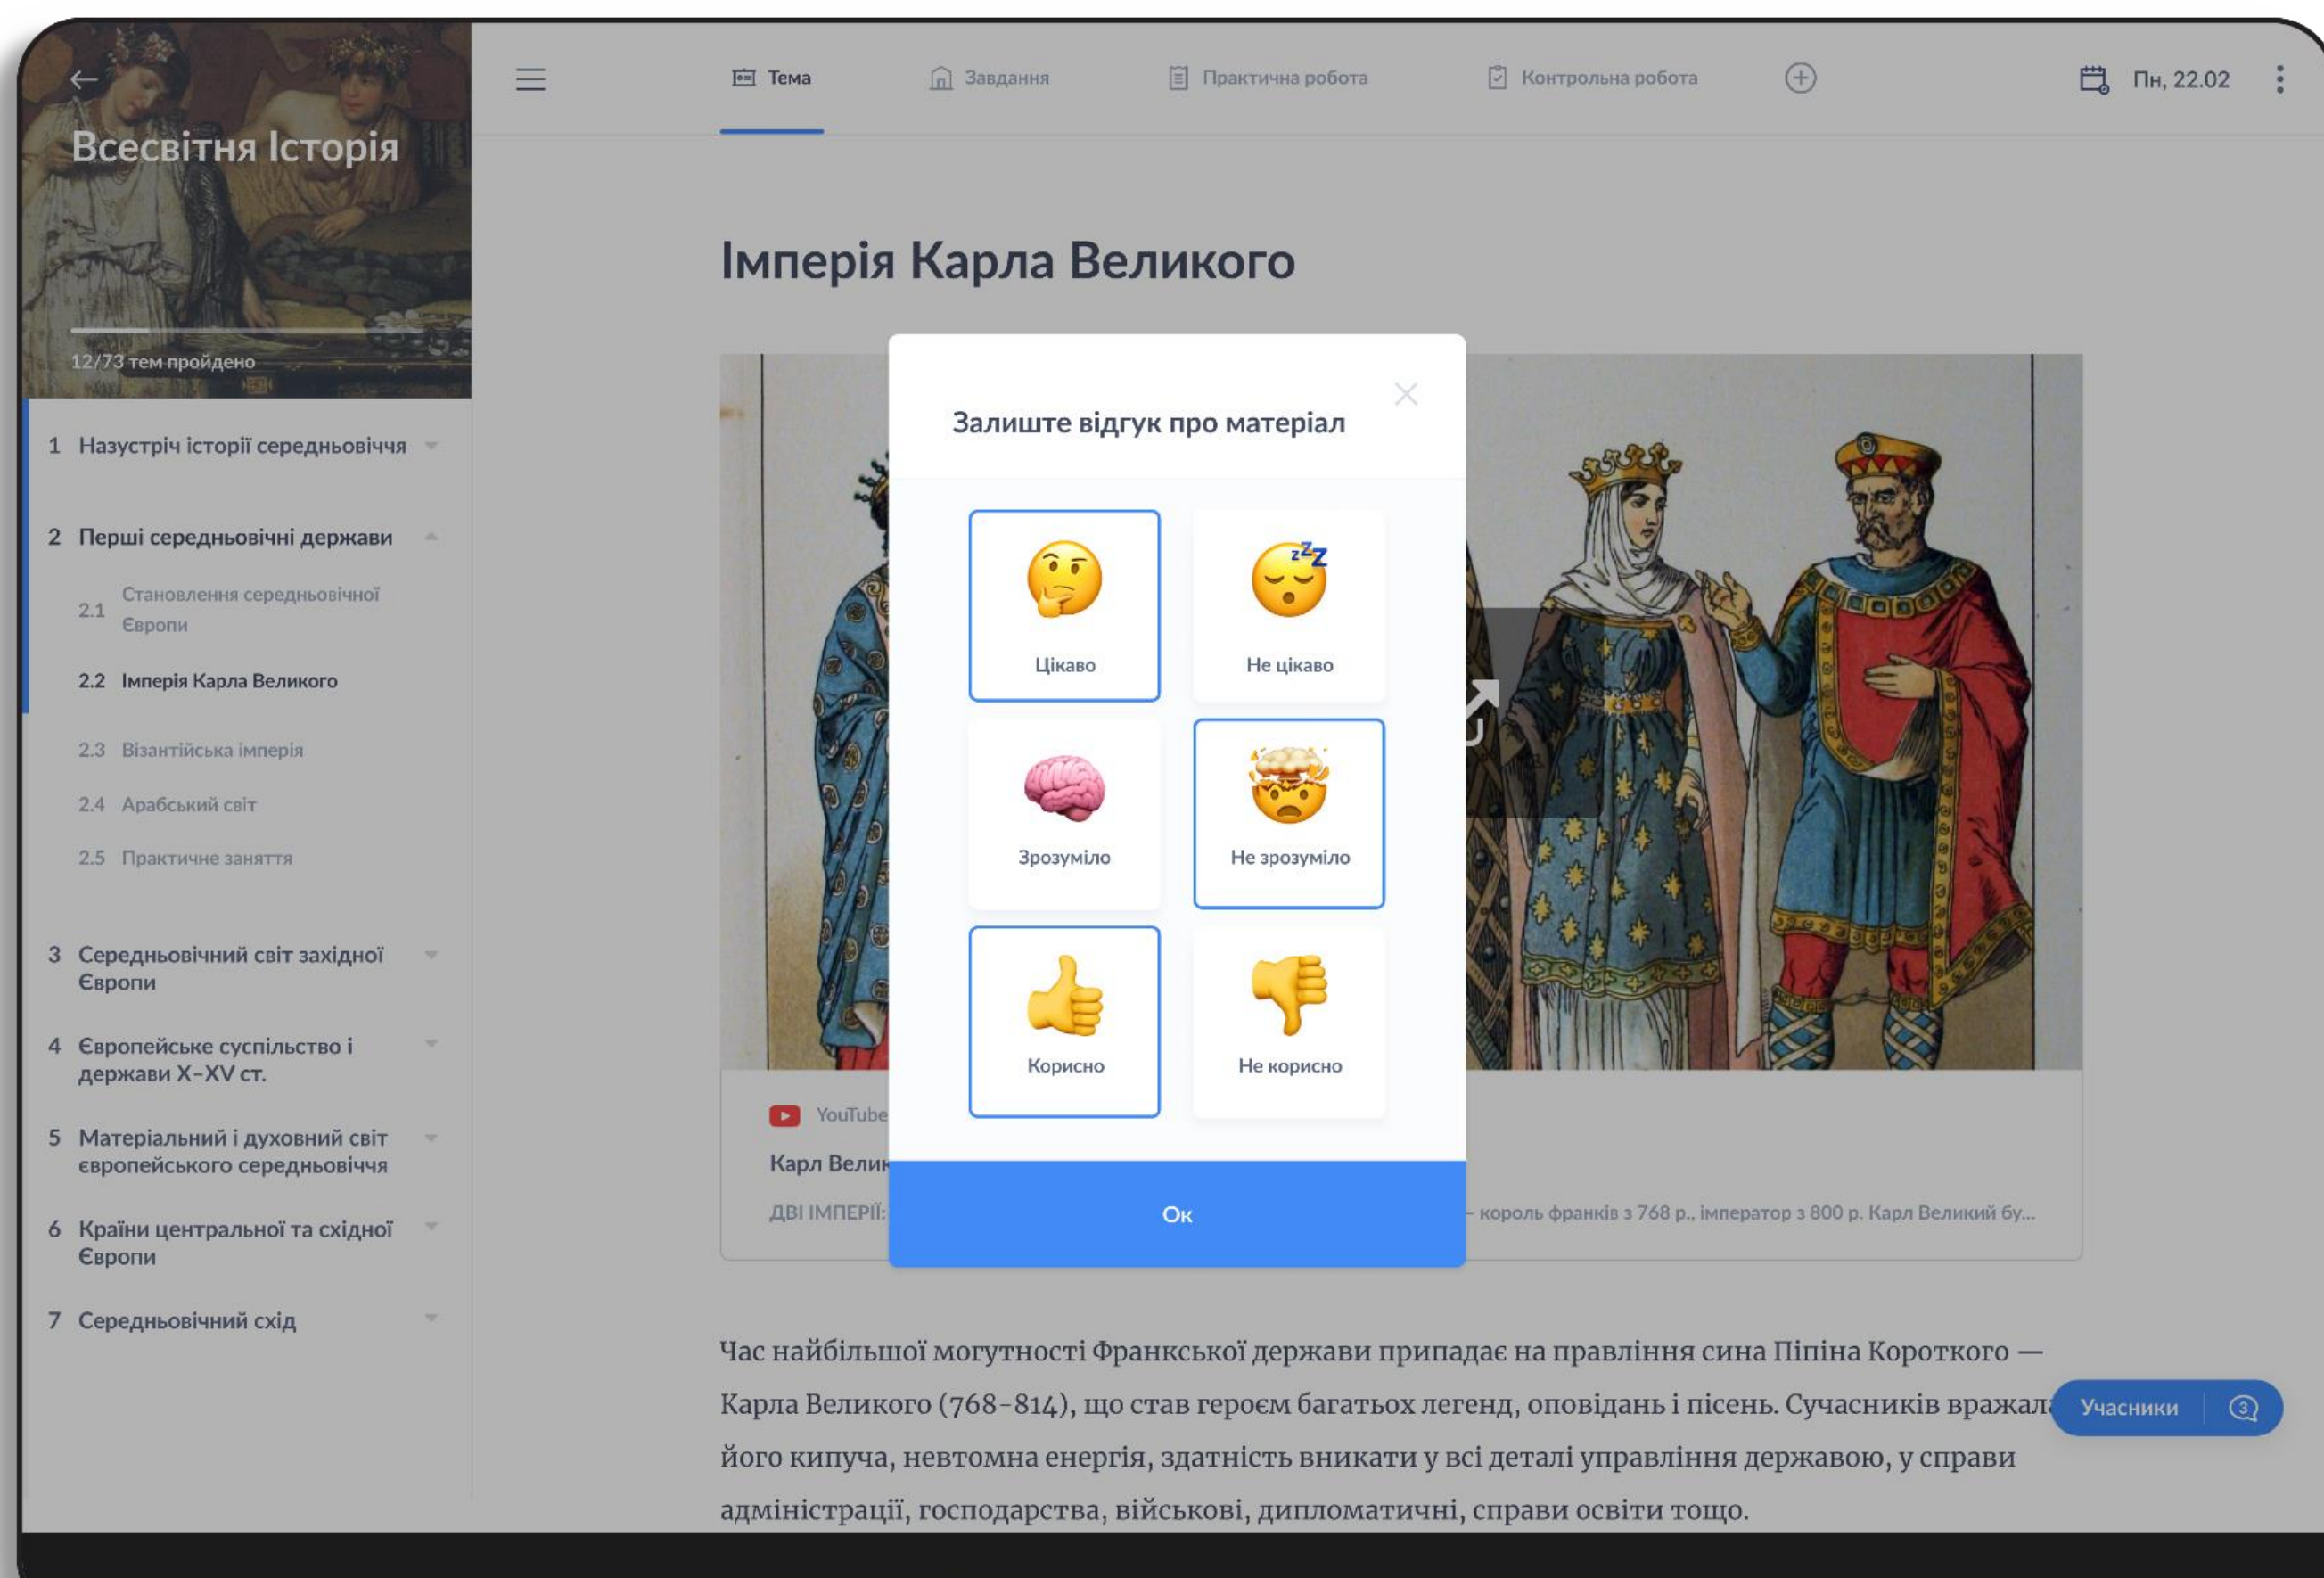 Всесвітня Історія
12/73 тем пройдено
1 Назустріч історії середньовіччя
2 Перші середньовічні держави
2.1 Становлення середньовічної
Європи
2.2 Імперія Карла Великого
2.3 Візантійська імперія
2.4 Арабський світ
2.5 Практичне заняття
3 Середньовічний світ західної
Європи
4 Європейське суспільство і
держави X–XV ст.
5 Матеріальний і духовний світ
європейського середньовіччя
6 Країни центральної та східної
Європи
7 Середньовічний схід
Тема Завдання Практична робота Контрольна робота Пн, 22.02
Імперія Карла Великого
Залиште відгук про матеріал
Цікаво Не цікаво
Зрозуміло Не зрозуміло
Корисно Не корисно
Ок
YouTube
Карл
ДВІ ІМПЕРІЇ: – король франків з 768 р., імператор з 800 р. Карл Великий бу...
Час найбільшої могутності Франкської держави припадає на правління сина Піпіна Короткого —
Карла Великого (768-814), що став героєм багатьох легенд, оповідань і пісень. Сучасників
його кипуча, невтомна енергія, здатність вникати у всі деталі управління державою, у справи
адміністрації, господарства, військові, дипломатичні, справи освіти тощо.
Учасники 3